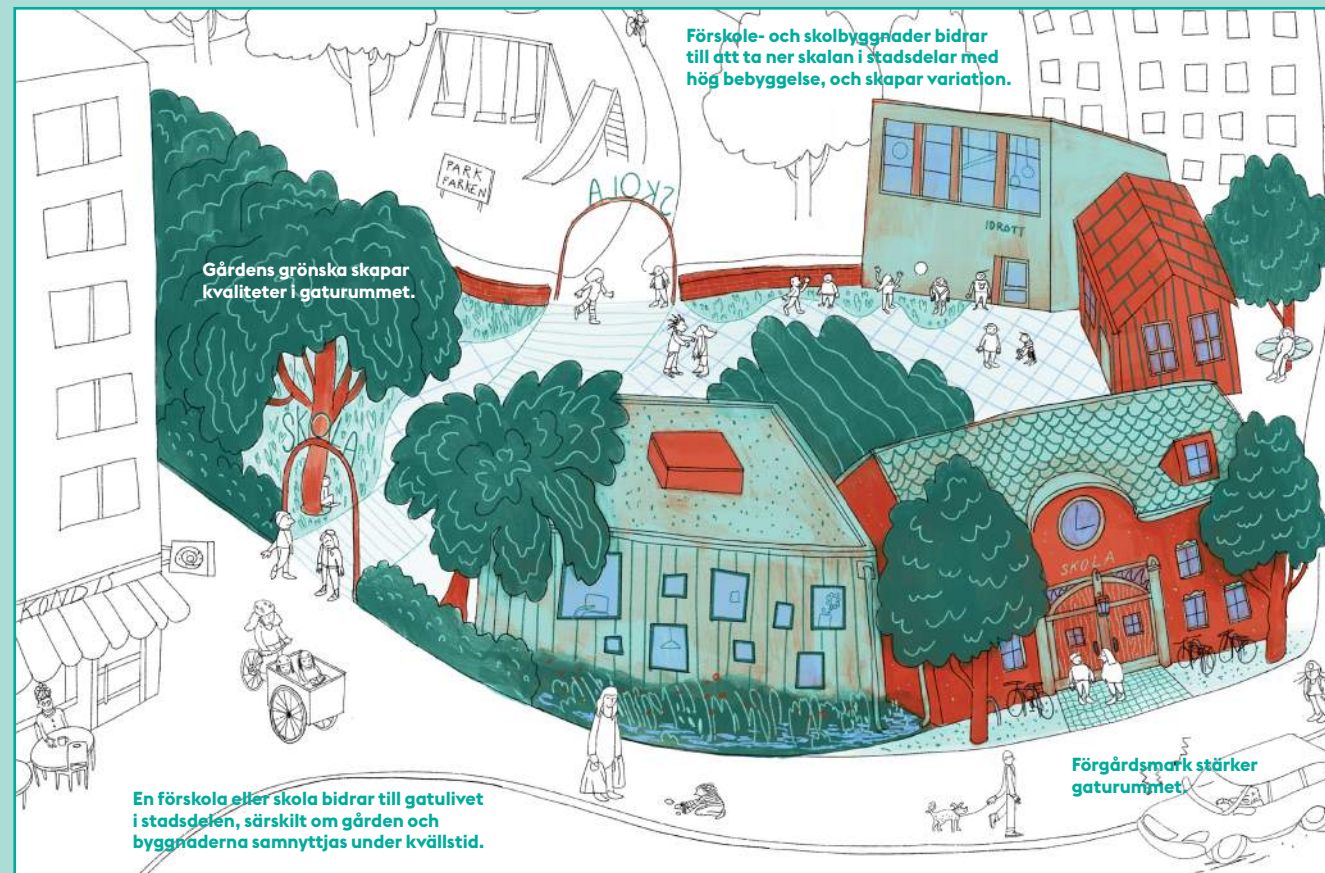 Förskole- och skolbyggnader bidrar
till att ta ner skalan i stadsdelar med
hög bebyggelse, och skapar variation.
PARK
PARKEN
SKOLA
IDROTT
Gårdens grönska skapar
kvaliteter i gaturummet.
SKOLA
SKOLA
KOND
Förgårdsmark stärker
gaturummet.
En förskola eller skola bidrar till gatulivet
i stadsdelen, särskilt om gården och
byggnaderna samnyttjas under kvällstid.